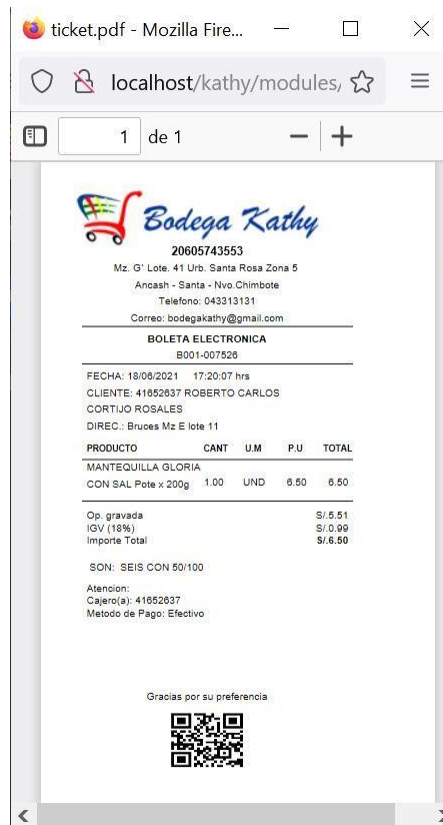 ticket.pdf - Mozilla Fire...
localhost/kathy/modules/
1 de 1
Bodega Kathy
20605743553
Mz. G' Lote. 41 Urb. Santa Rosa Zona 5
Ancash - Santa - Nvo.Chimbote
Telefono: 043313131
Correo: bodegakathy@gmail.com
BOLETA ELECTRONICA
B001-007526
FECHA: 18/06/2021 17:20:07 hrs
CLIENTE: 41652637 ROBERTO CARLOS
CORTIJO ROSALES
DIREC.: Bruces Mz E lote 11
PRODUCTO CANT U.M P.U TOTAL
MANTEQUILLA GLORIA
CON SAL Pote x 200g 1.00 UND 6.50 6.50
Op. gravada S/.5.51
IGV (18%) S/.0.99
Importe Total S/.6.50
SON: SEIS CON 50/100
Atencion:
Cajero(a): 41652637
Metodo de Pago: Efectivo
Gracias por su preferencia